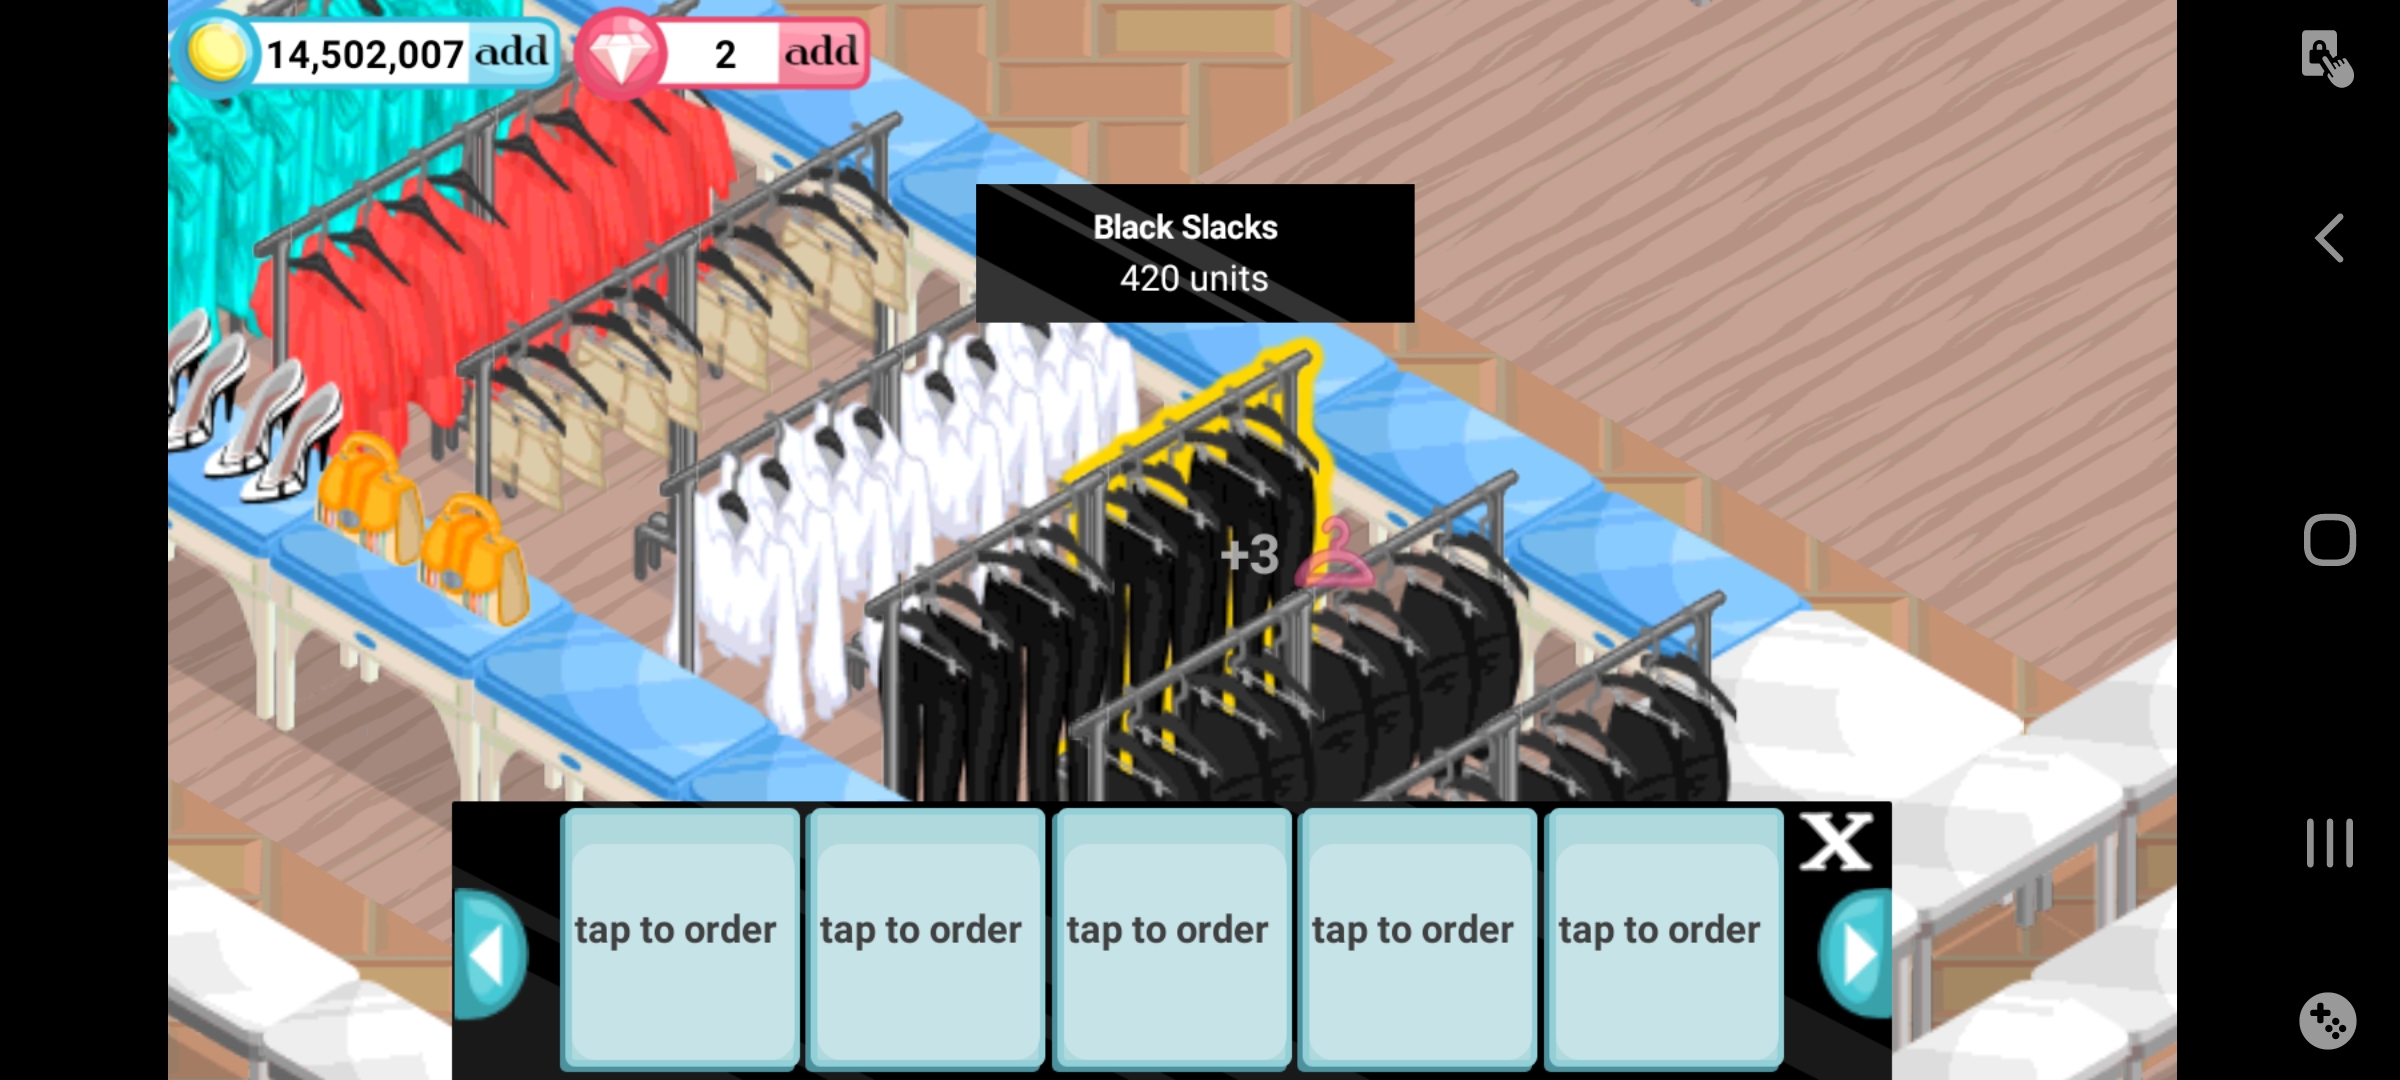 14,502,007 add 2 add
Black Slacks
420 units
+3
tap to order tap to order tap to order tap to order tap to order
X